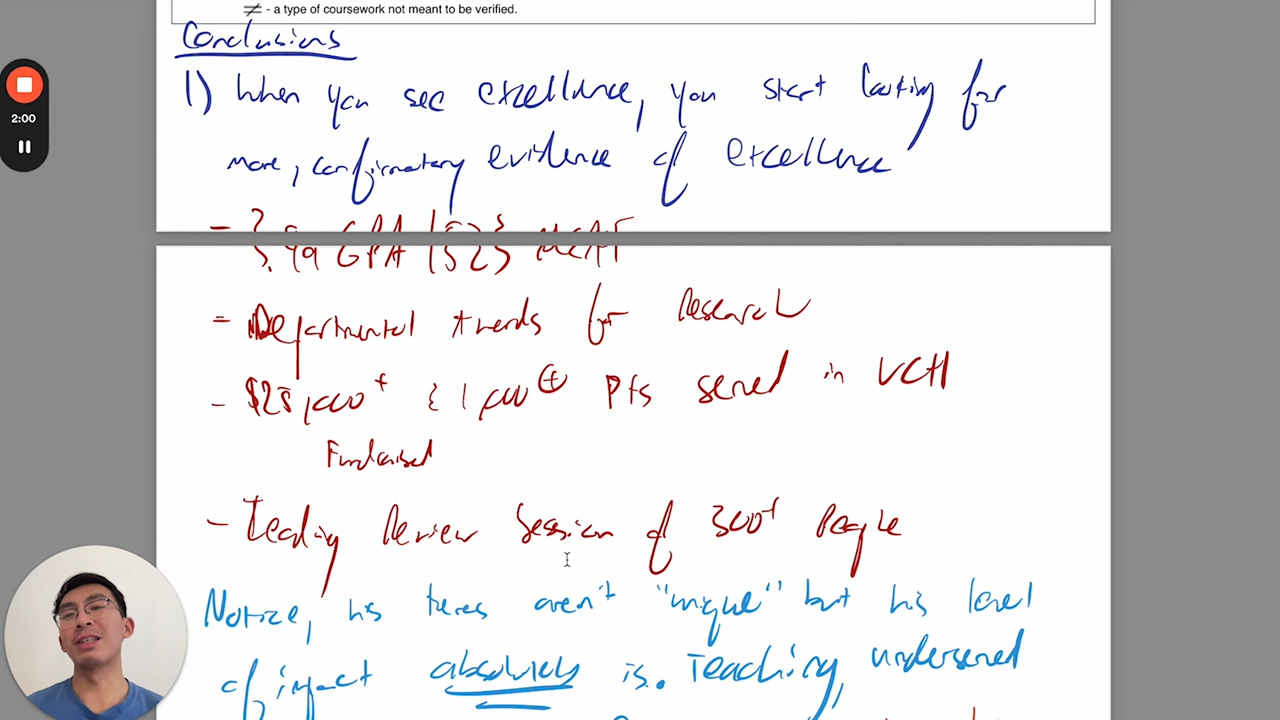 ≠ - a type of coursework not meant to be verified.
Conclusions
1) When you see excellence, you start looking for
more, confirmatory evidence of excellence
2:00
- 3.99 GPA / 523 MCAT
- Departmental Awards for Research
- $25,000+ & 1,000+ Pts served in UCH
Fundraised
- Teaching Review Session of 300+ People
Notice, his themes aren't "unique" but his level
of impact absolutely is. Teaching, underserved